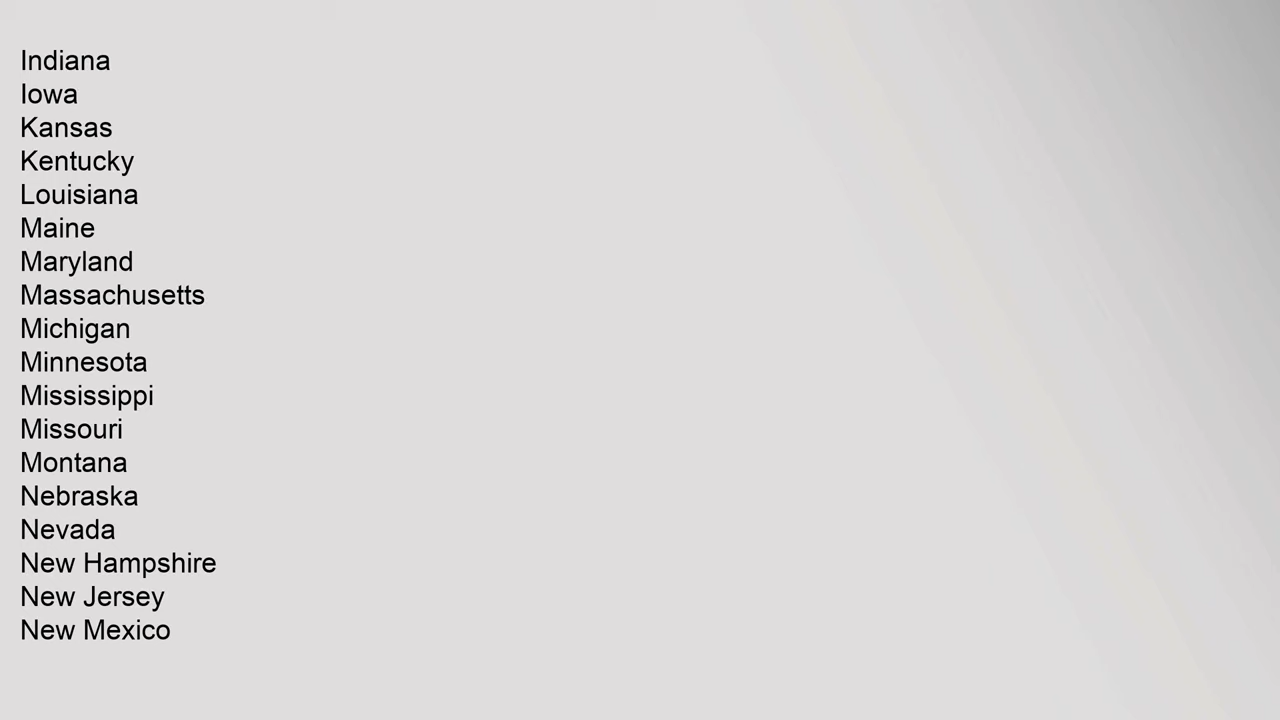 Indiana
Iowa
Kansas
Kentucky
Louisiana
Maine
Maryland
Massachusetts
Michigan
Minnesota
Mississippi
Missouri
Montana
Nebraska
Nevada
New Hampshire
New Jersey
New Mexico